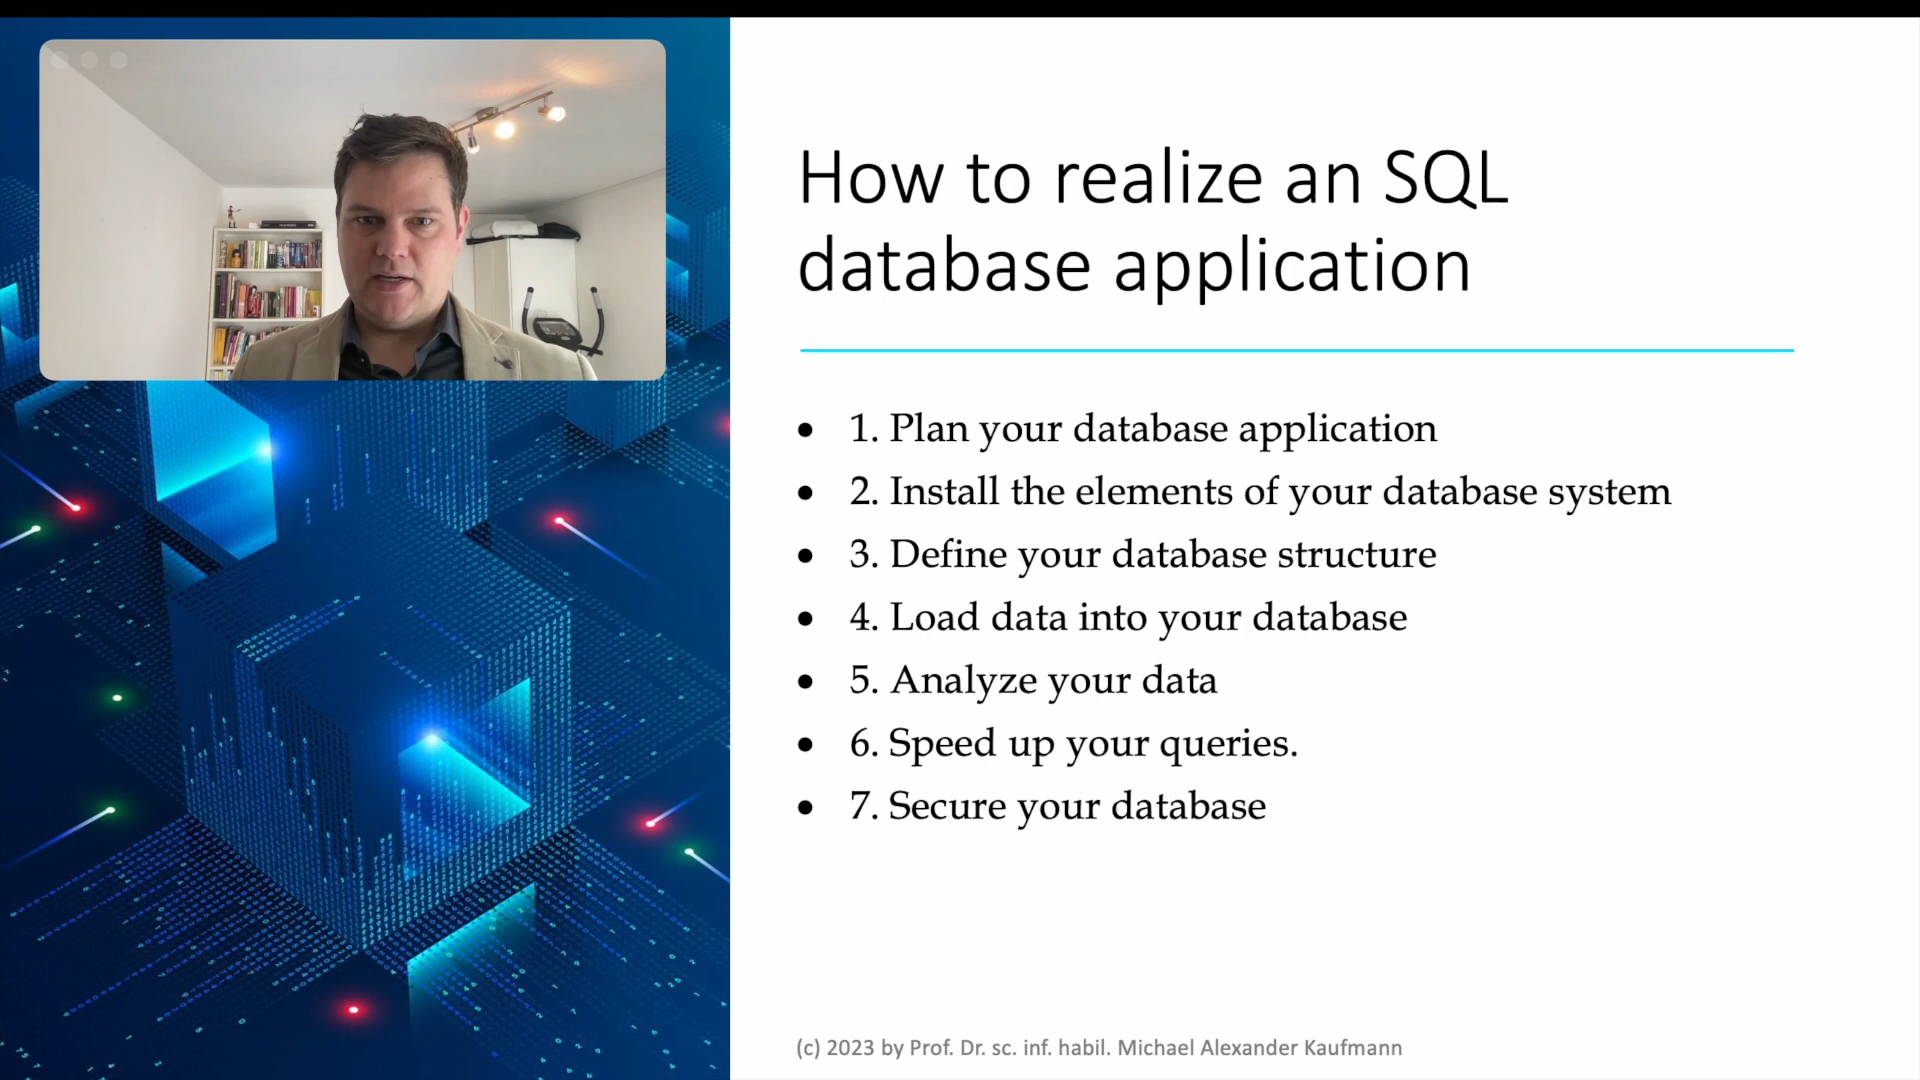 How to realize an SQL
database application
• 1. Plan your database application
• 2. Install the elements of your database system
• 3. Define your database structure
• 4. Load data into your database
• 5. Analyze your data
• 6. Speed up your queries.
• 7. Secure your database
(c) 2023 by Prof. Dr. sc. inf. habil. Michael Alexander Kaufmann